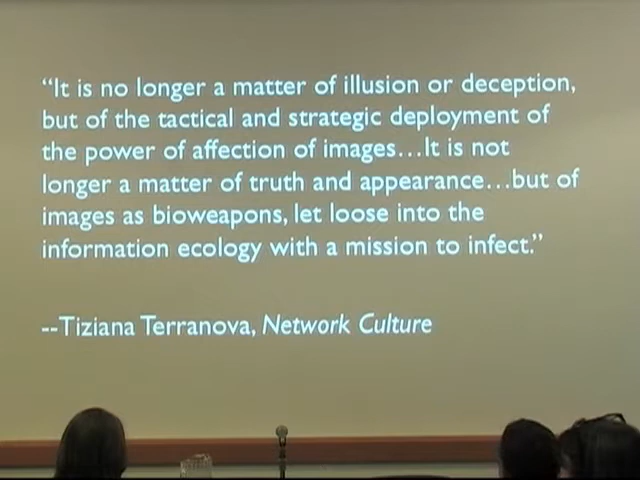 “It is no longer a matter of illusion or deception,
but of the tactical and strategic deployment of
the power of affection of images…It is not
longer a matter of truth and appearance…but of
images as bioweapons, let loose into the
information ecology with a mission to infect.”
--Tiziana Terranova, Network Culture